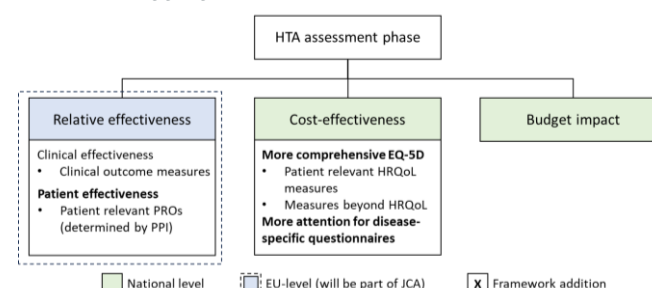 HTA assessment phase
Relative effectiveness
Clinical effectiveness
• Clinical outcome measures
Patient effectiveness
• Patient relevant PROs
(determined by PPI)
Cost-effectiveness
More comprehensive EQ-5D
• Patient relevant HRQoL
measures
• Measures beyond HRQoL
More attention for disease-
specific questionnaires
Budget impact
National level
EU-level (will be part of JCA)
X Framework addition